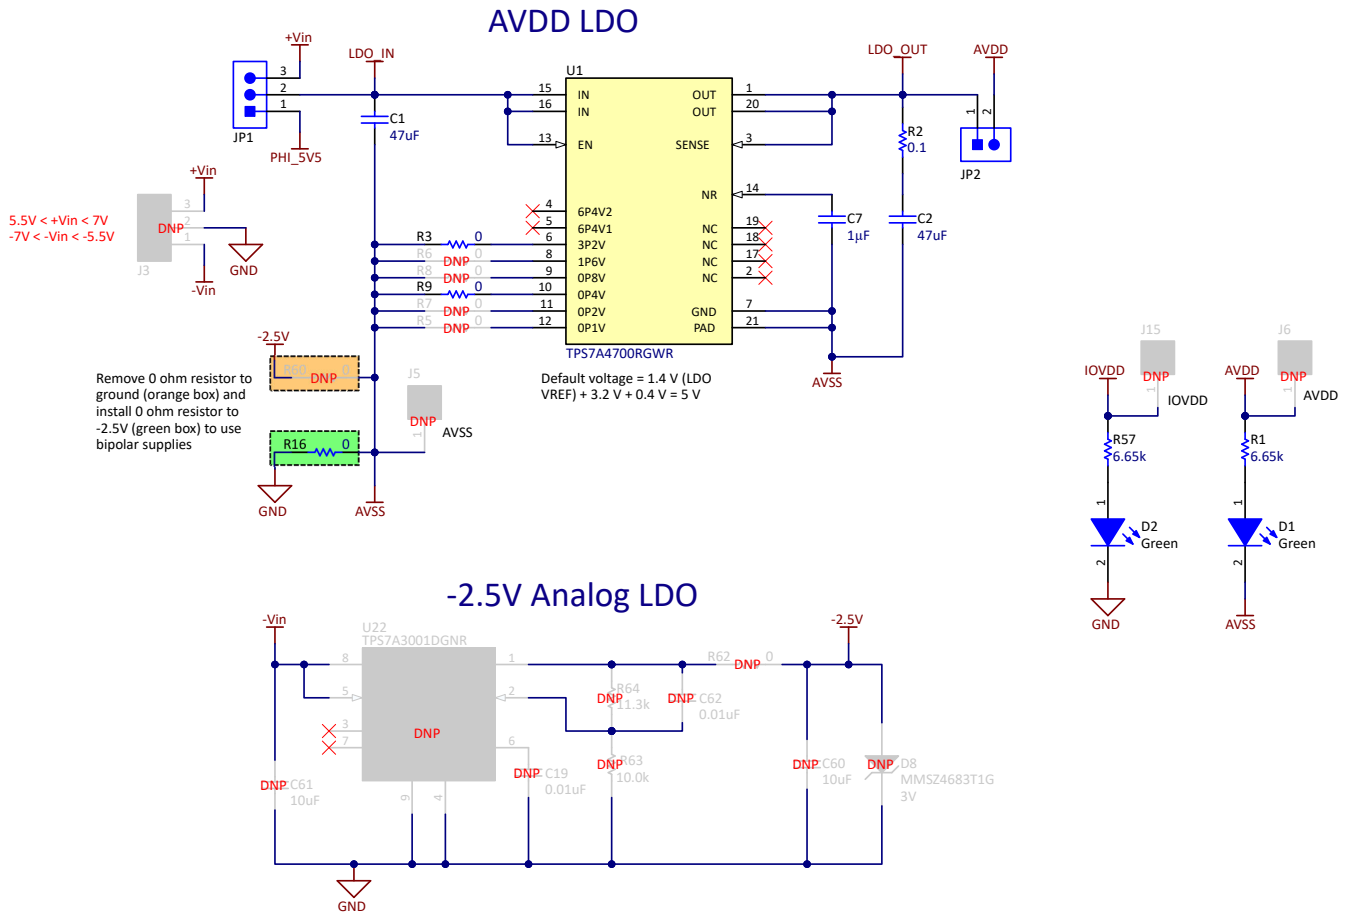 AVDD LDO
+Vin
LDO_IN
LDO_OUT
AVDD
3
2
1
JP1
PHI_5V5
C1
47uF
U1
15 IN
16 IN
13 EN
4 6P4V2
5 6P4V1
6 3P2V
8 1P6V
9 0P8V
10 0P4V
11 0P2V
12 0P1V
OUT 1
OUT 20
SENSE 3
NR 14
NC 19
NC 18
NC 17
NC 2
GND 7
PAD 21
TPS7A4700RGWR
Default voltage = 1.4 V (LDO
VREF) + 3.2 V + 0.4 V = 5 V
R2
0.1
C7
1µF
C2
47uF
AVSS
1
2
JP2
+Vin
5.5V < +Vin < 7V
-7V < -Vin < -5.5V
3
2
1
DNP
J3
GND
-Vin
R3 0
R6 DNP 0
R8 DNP 0
R9 0
R7 DNP 0
R5 DNP 0
-2.5V
R60 DNP 0
Remove 0 ohm resistor to
ground (orange box) and
install 0 ohm resistor to
-2.5V (green box) to use
bipolar supplies
R16 0
GND
J5
DNP
1
AVSS
AVSS
J15
DNP
1
IOVDD
IOVDD
R57
6.65k
1
D2
Green
2
GND
J6
DNP
1
AVDD
AVDD
R1
6.65k
1
D1
Green
2
AVSS
-2.5V Analog LDO
-Vin
U22
TPS7A3001DGNR
8
5
3
7
1
2
6
9
4
DNP
DNP C61
10uF
DNP C19
0.01uF
DNP R64
11.3k
DNP C62
0.01uF
DNP R63
10.0k
R62 DNP 0
-2.5V
DNP C60
10uF
DNP D8
MMSZ4683T1G
3V
GND